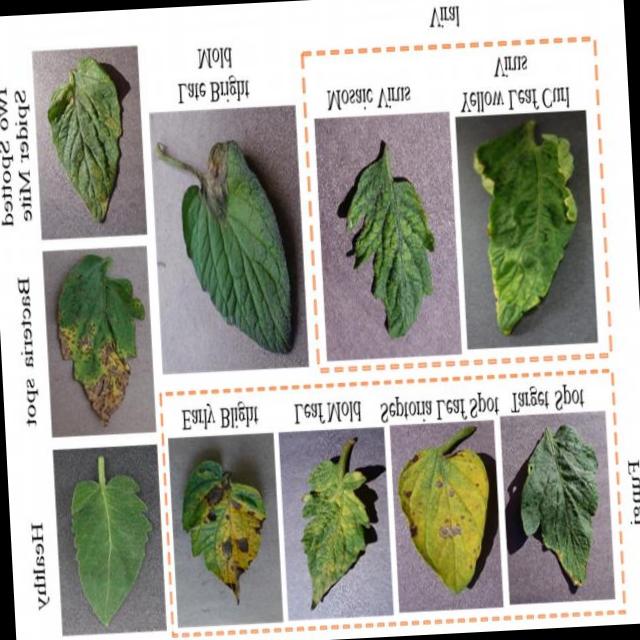 Viral
Mold
Late Bright
Mosaic Virus
Virus
Yellow Leaf Curl
Two Spotted
Spider Mite
Bacteria spot
Healthy
Early Blight
Leaf Mold
Septoria Leaf Spot
Target Spot